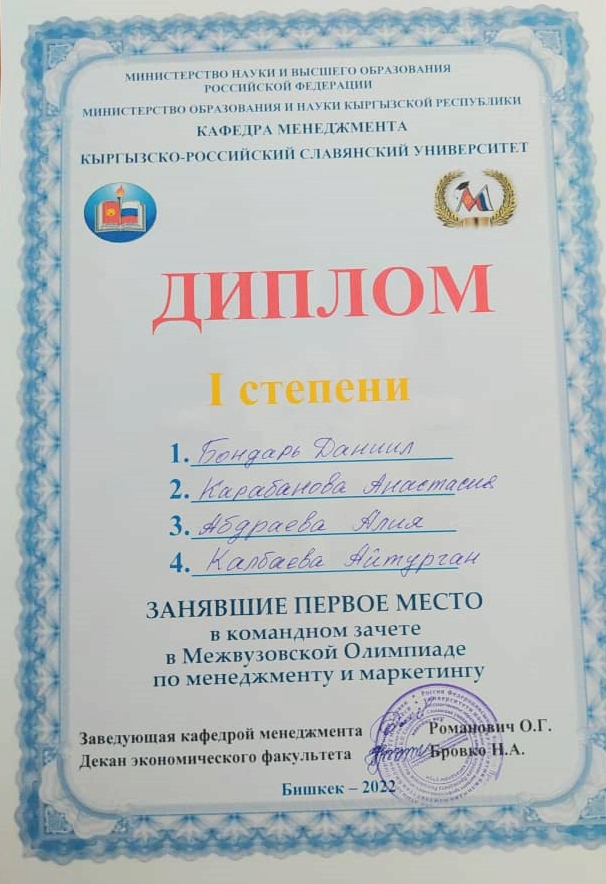 МИНИСТЕРСТВО НАУКИ И ВЫСШЕГО ОБРАЗОВАНИЯ
РОССИЙСКОЙ ФЕДЕРАЦИИ
МИНИСТЕРСТВО ОБРАЗОВАНИЯ И НАУКИ КЫРГЫЗСКОЙ РЕСПУБЛИКИ
КАФЕДРА МЕНЕДЖМЕНТА
КЫРГЫЗСКО-РОССИЙСКИЙ СЛАВЯНСКИЙ УНИВЕРСИТЕТ
М
ДИПЛОМ
I степени
1. Бондарь Даниил
2. Карабанова Анастасия
3. Абдраева Алия
4. Калбаева Айтурган
ЗАНЯВШИЕ ПЕРВОЕ МЕСТО
в командном зачете
в Межвузовской Олимпиаде
по менеджменту и маркетингу
Заведующая кафедрой менеджмента Романович О.Г.
Декан экономического факультета Бровко Н.А.
Бишкек – 2022